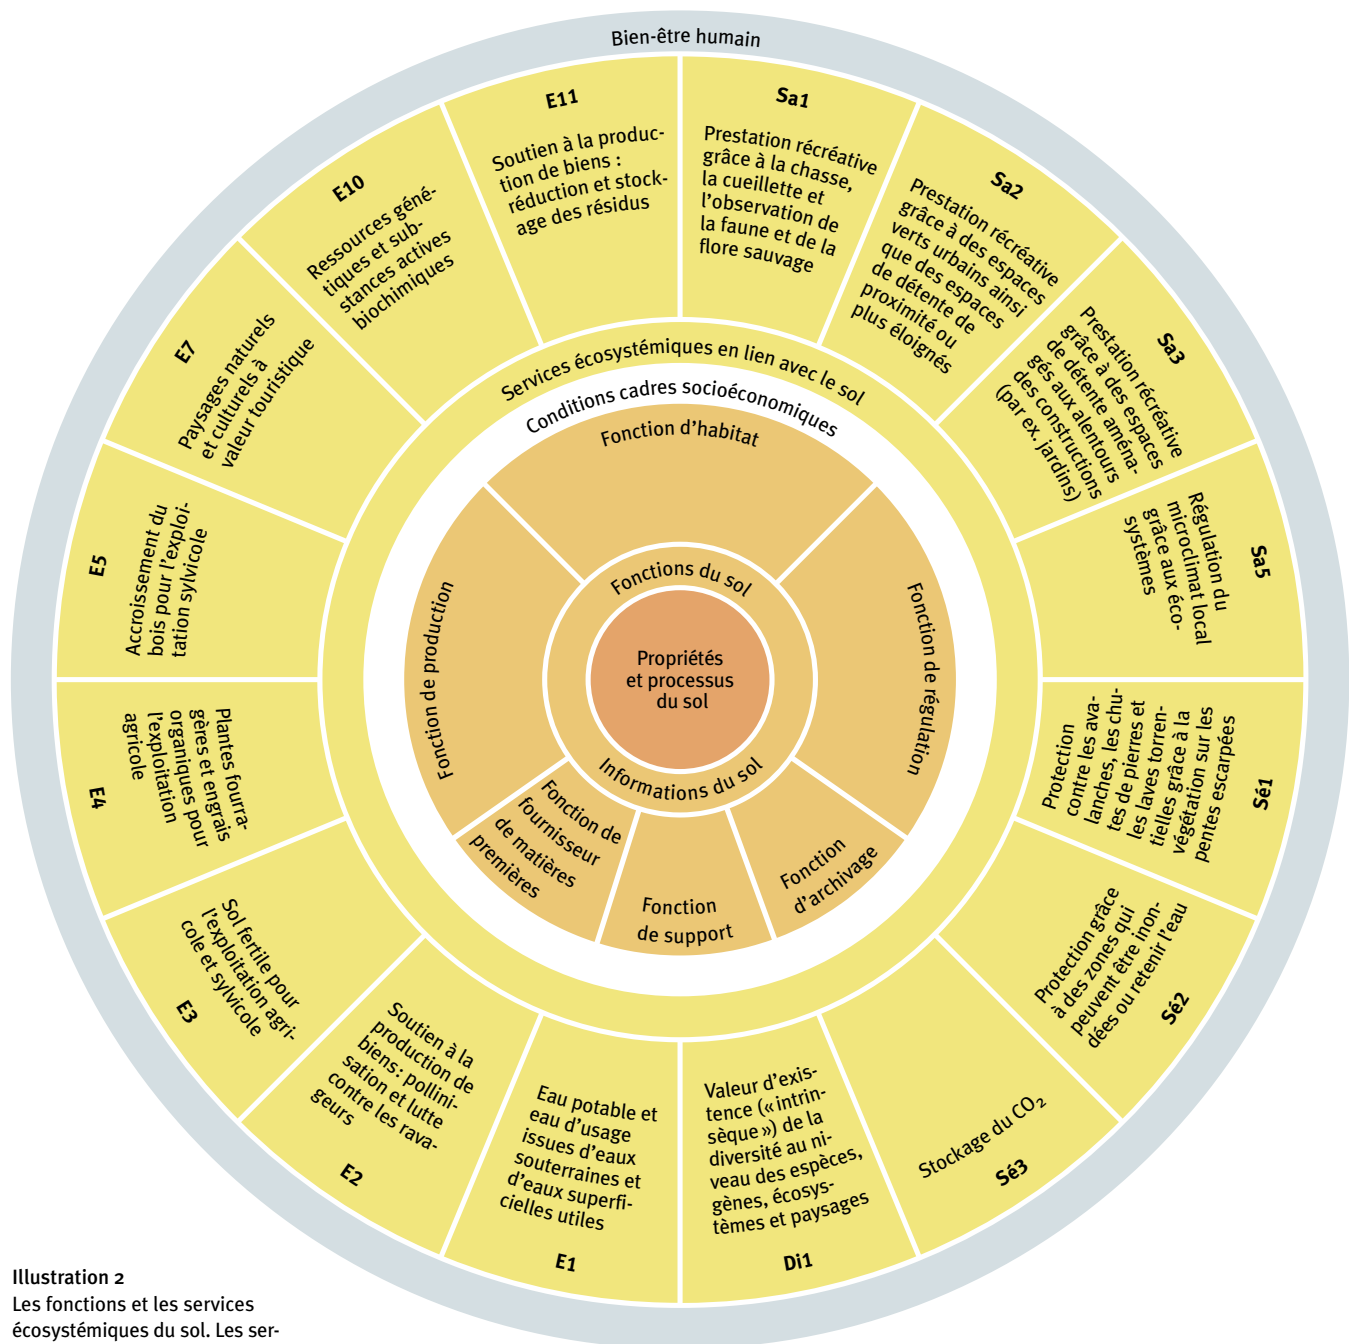 Bien-être humain
E11
Soutien à la produc-
tion de biens :
réduction et stock-
age des résidus
Sa1
Prestation récréative
grâce à la chasse,
la cueillette et
l'observation de
la faune et de la
flore sauvage
Sa2
Prestation récréative
grâce à des espaces
verts urbains ainsi
que des espaces
de détente de
proximité ou
plus éloignés
Sa3
Prestation récréative
grâce à des espaces
de détente aména-
gés aux alentours
des constructions
(par ex. jardins)
Sa5
Régulation du
microclimat local
grâce aux éco-
systèmes
Sé1
Protection
contre les ava-
lanches, les chu-
tes de pierres et
les laves torren-
tielles grâce à la
végétation sur les
pentes escarpées
Sé2
Protection grâce
à des zones qui
peuvent être inon-
dées ou retenir l'eau
Sé3
Stockage du CO₂
Di1
Valeur d'exis-
tence (« intrin-
sèque ») de la
diversité au ni-
veau des espèces,
gènes, écosys-
tèmes et paysages
E1
Eau potable et
eau d'usage
issues d'eaux
souterraines et
d'eaux superfi-
cielles utiles
E2
Soutien à la
production de
biens: pollini-
sation et lutte
contre les rava-
geurs
E3
Sol fertile pour
l'exploitation agri-
cole et sylvicole
E4
Plantes fourra-
gères et engrais
organiques pour
l'exploitation
agricole
E5
Accroissement du
bois pour l'exploi-
tation sylvicole
E7
Paysages naturels
et culturels à
valeur touristique
E10
Ressources géné-
tiques et sub-
stances actives
biochimiques
Services écosystémiques en lien avec le sol
Conditions cadres socioéconomiques
Fonction d'habitat
Fonction de régulation
Fonction
d'archivage
Fonction
de support
Fonction de
fournisseur
de matières
premières
Fonction de production
Fonctions du sol
Informations du sol
Propriétés
et processus
du sol
Illustration 2
Les fonctions et les services
écosystémiques du sol. Les ser-